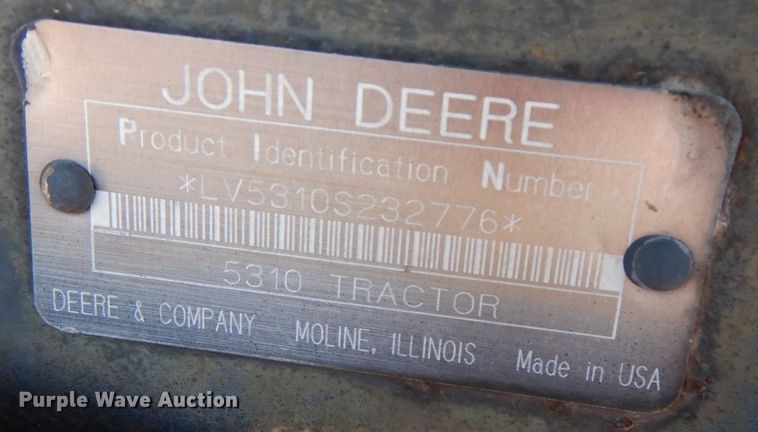 JOHN DEERE
Product Identification Number
*LV5310S232776*
5310 TRACTOR
DEERE & COMPANY MOLINE, ILLINOIS Made in USA
Purple Wave Auction